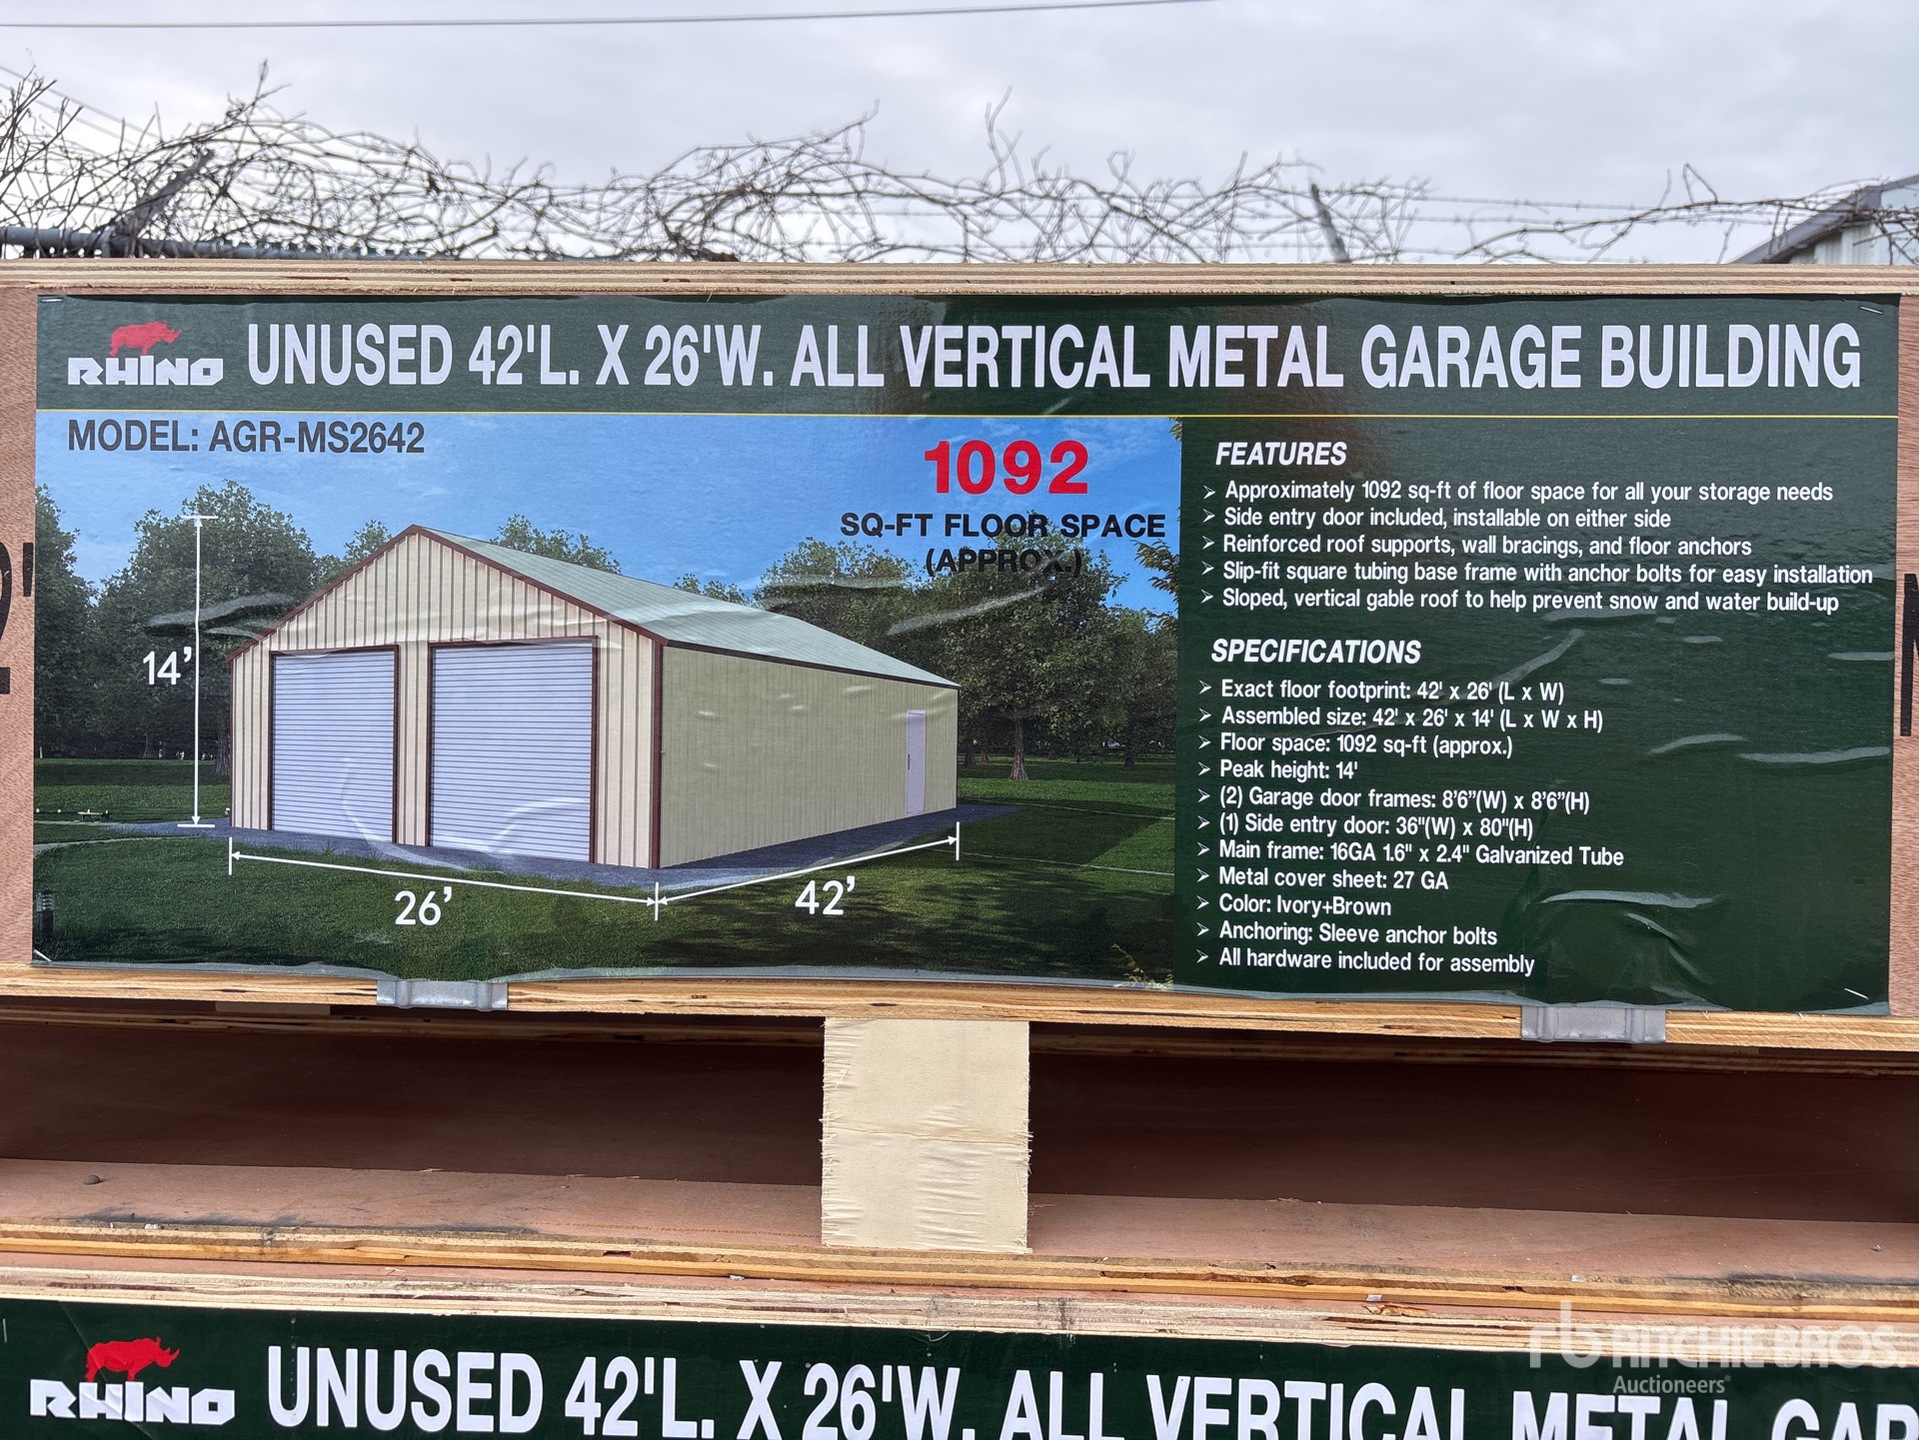 RHINO UNUSED 42'L. X 26'W. ALL VERTICAL METAL GARAGE BUILDING
MODEL: AGR-MS2642
1092
SQ-FT FLOOR SPACE
(APPROX.)
14'
26'
42'
FEATURES
➢ Approximately 1092 sq-ft of floor space for all your storage needs
➢ Side entry door included, installable on either side
➢ Reinforced roof supports, wall bracings, and floor anchors
➢ Slip-fit square tubing base frame with anchor bolts for easy installation
➢ Sloped, vertical gable roof to help prevent snow and water build-up
SPECIFICATIONS
➢ Exact floor footprint: 42' x 26' (L x W)
➢ Assembled size: 42' x 26' x 14' (L x W x H)
➢ Floor space: 1092 sq-ft (approx.)
➢ Peak height: 14'
➢ (2) Garage door frames: 8'6"(W) x 8'6"(H)
➢ (1) Side entry door: 36"(W) x 80"(H)
➢ Main frame: 16GA 1.6" x 2.4" Galvanized Tube
➢ Metal cover sheet: 27 GA
➢ Color: Ivory+Brown
➢ Anchoring: Sleeve anchor bolts
➢ All hardware included for assembly
RHINO UNUSED 42'L. X 26'W. ALL VERTICAL METAL GAR
rb RITCHIE BROS.
Auctioneers®